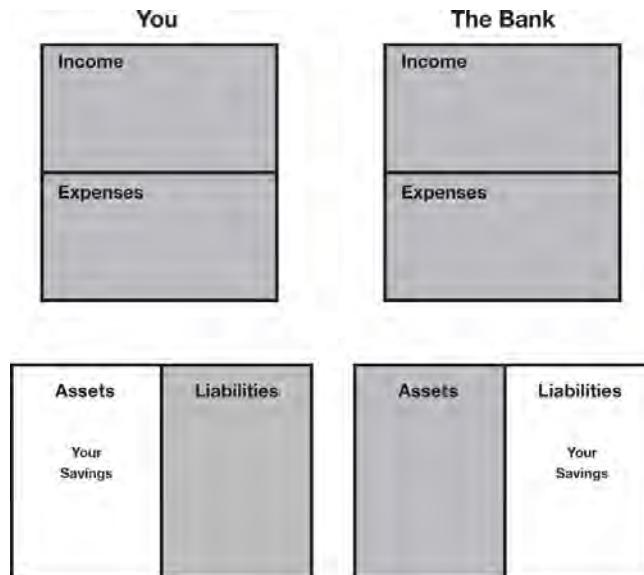 You
The Bank
Income
Income
Expenses
Expenses
Assets
Liabilities
Assets
Liabilities
Your
Savings
Your
Savings